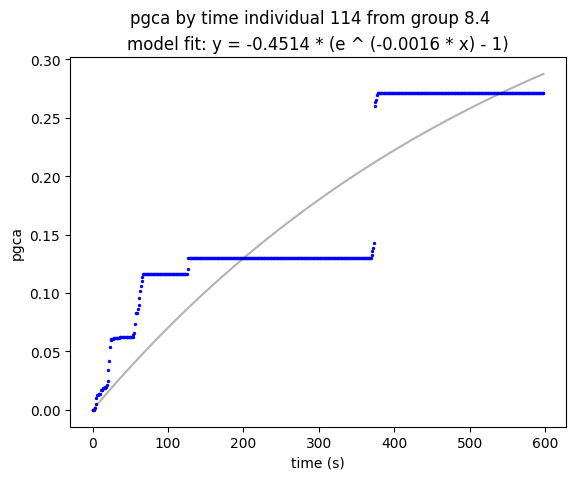 pgca by time individual 114 from group 8.4
model fit: y = -0.4514 * (e ^ (-0.0016 * x) - 1)
0.30
0.25
0.20
0.15
0.10
0.05
0.00
pgca
0 100 200 300 400 500 600
time (s)